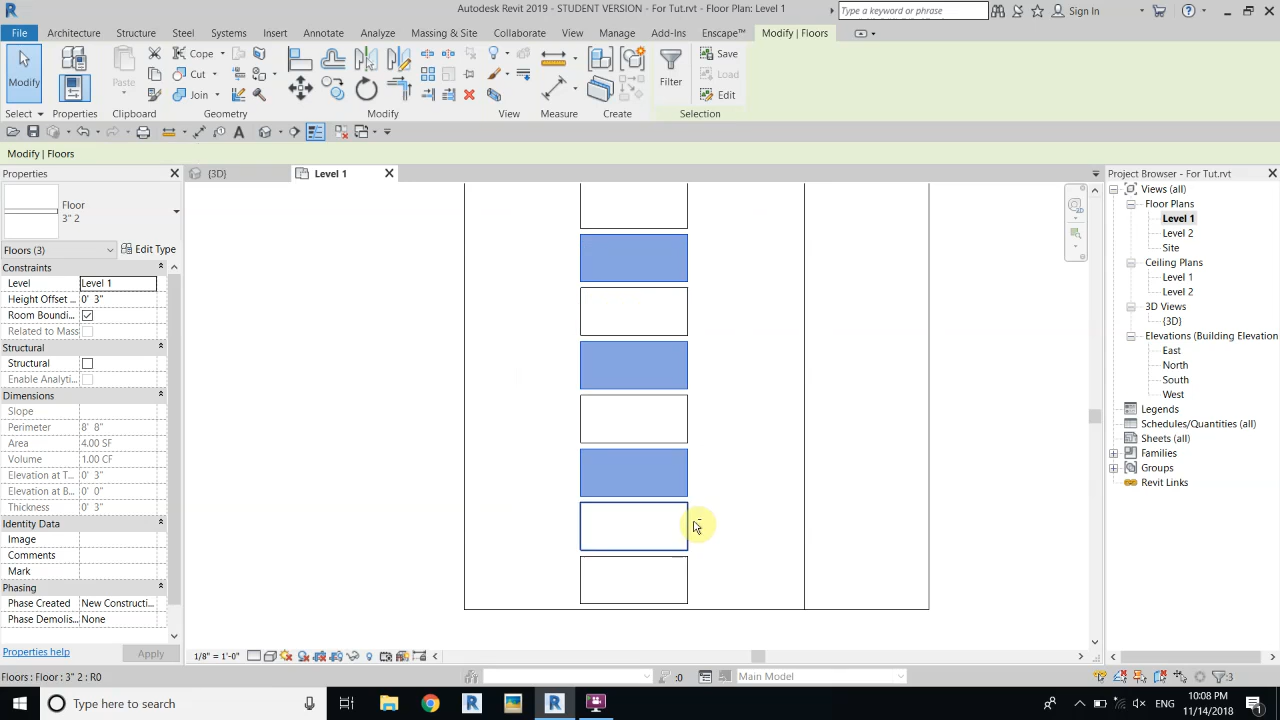 Autodesk Revit 2019 - STUDENT VERSION - For Tut.rvt - Floor Plan: Level 1
Type a keyword or phrase
Sign In
File Architecture Structure Steel Systems Insert Annotate Analyze Massing & Site Collaborate View Manage Add-Ins Enscape™ Modify | Floors
Modify
Paste
Cope
Cut
Join
Filter
Save
Load
Edit
Select Properties Clipboard Geometry Modify View Measure Create Selection
Modify | Floors
Properties
{3D}
Level 1
Project Browser - For Tut.rvt
Floor
3" 2
Floors (3)
Edit Type
Constraints
Level Level 1
Height Offset ... 0' 3"
Room Boundi...
Related to Mass
Structural
Structural
Enable Analyti...
Dimensions
Slope
Perimeter 8' 8"
Area 4.00 SF
Volume 1.00 CF
Elevation at T... 0' 3"
Elevation at B... 0' 0"
Thickness 0' 3"
Identity Data
Image
Comments
Mark
Phasing
Phase Created New Constructi...
Phase Demolis... None
Properties help
Apply
Views (all)
Floor Plans
Level 1
Level 2
Site
Ceiling Plans
Level 1
Level 2
3D Views
{3D}
Elevations (Building Elevation
East
North
South
West
Legends
Schedules/Quantities (all)
Sheets (all)
Families
Groups
Revit Links
1/8" = 1'-0"
Floors : Floor : 3" 2 : R0
:0
Main Model
:3
Type here to search
ENG
10:08 PM
11/14/2018